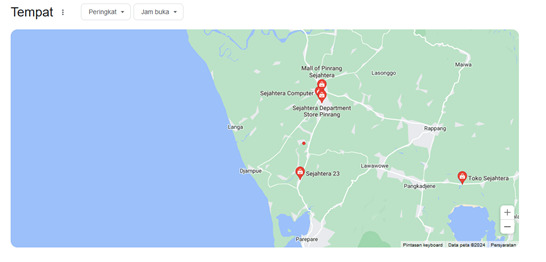 Tempat
Peringkat
Jam buka
Maiwa
Mall of Pinrang
Sejahtera
Lasonggo
Sejahtera Computer
Sejahtera Department
Store Pinrang
Langa
Rappang
Lawawoe
Djampue
Sejahtera 23
Toko Sejahtera
Pangkadjene
Parepare
Pintasan keyboard
Data peta ©2024
Persyaratan